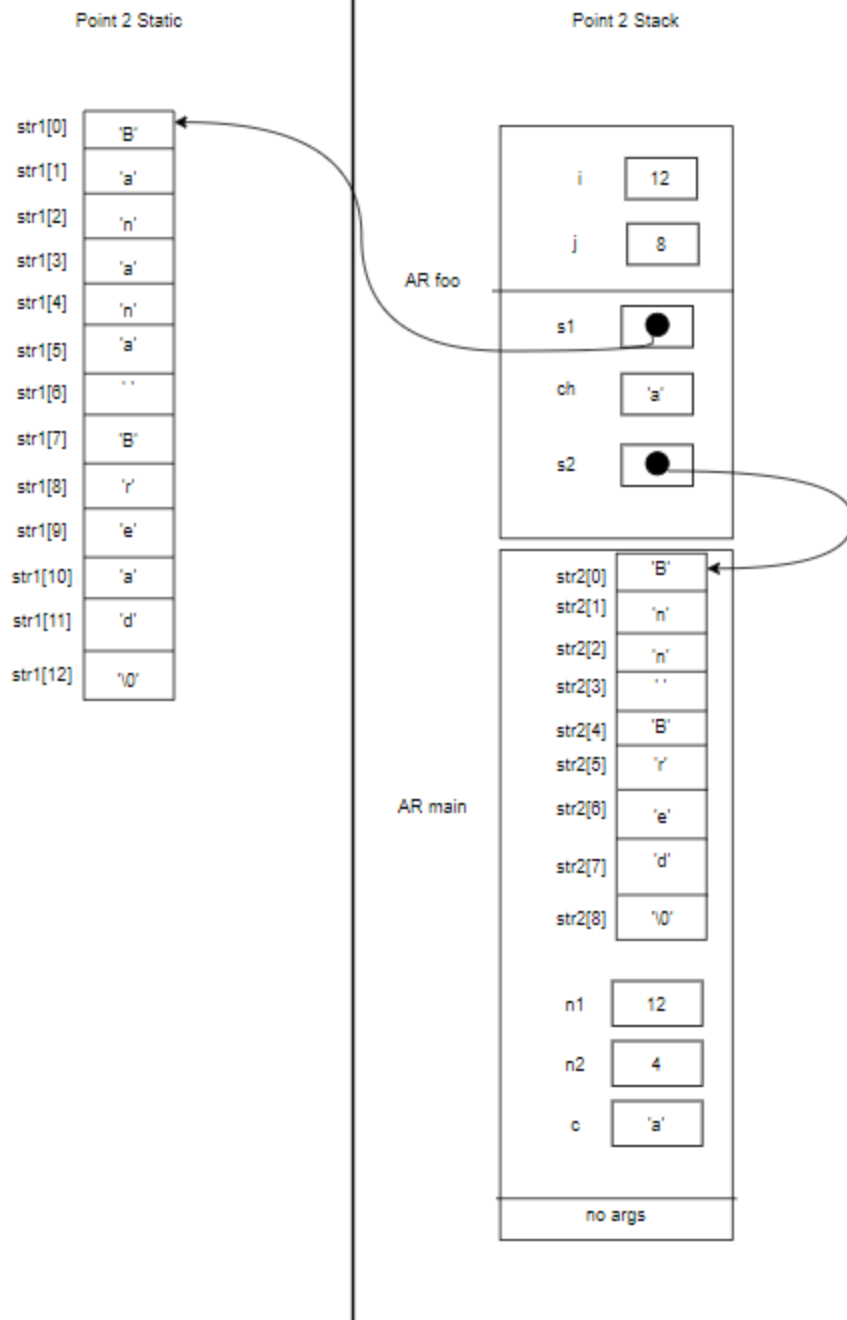 Point 2 Static
str1[0] 'B'
str1[1] 'a'
str1[2] 'n'
str1[3] 'a'
str1[4] 'n'
str1[5] 'a'
str1[6] ' '
str1[7] 'B'
str1[8] 'r'
str1[9] 'e'
str1[10] 'a'
str1[11] 'd'
str1[12] '\0'
Point 2 Stack
AR foo
i 12
j 8
s1
ch 'a'
s2
AR main
str2[0] 'B'
str2[1] 'n'
str2[2] 'n'
str2[3] ' '
str2[4] 'B'
str2[5] 'r'
str2[6] 'e'
str2[7] 'd'
str2[8] '\0'
n1 12
n2 4
c 'a'
no args